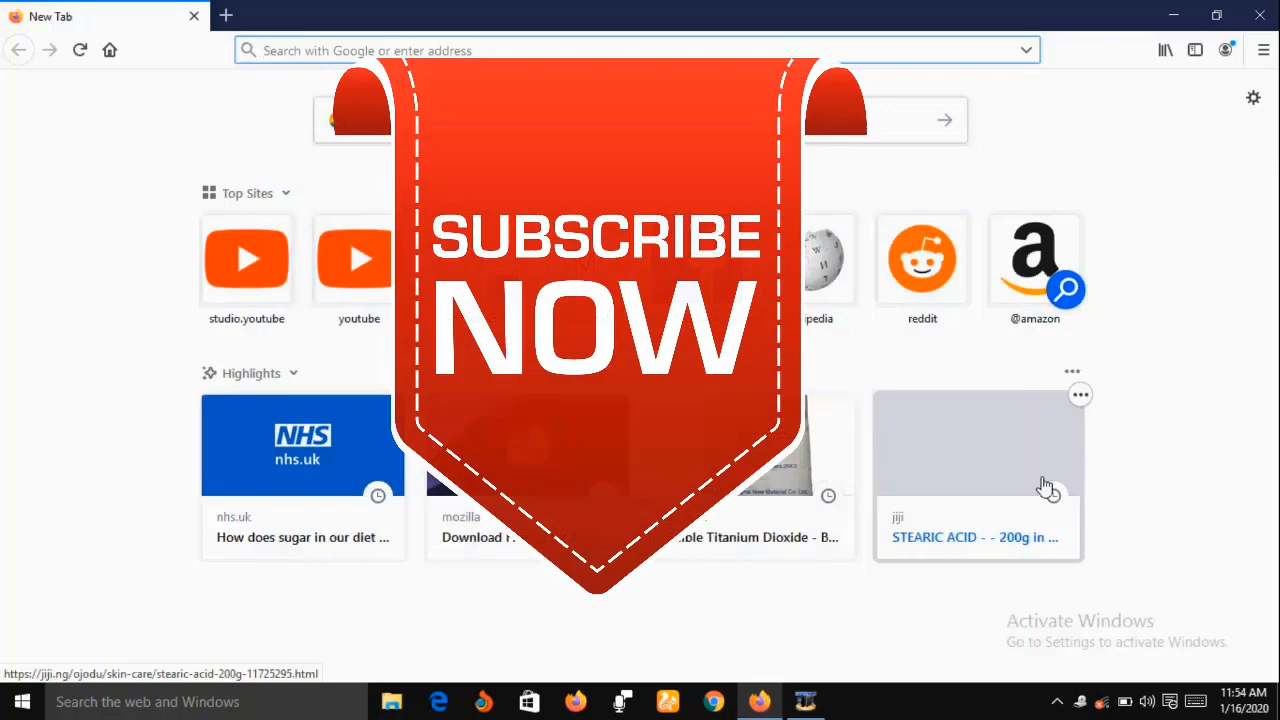 New Tab
Search with Google or enter address
Top Sites
SUBSCRIBE
NOW
studio.youtube
youtube
ipedia
reddit
@amazon
Highlights
NHS
nhs.uk
nhs.uk
How does sugar in our diet ...
mozilla
Download
ble Titanium Dioxide - B...
jiji
STEARIC ACID - - 200g in ...
Activate Windows
Go to Settings to activate Windows.
https://jiji.ng/ojodu/skin-care/stearic-acid-200g-11725295.html
Search the web and Windows
11:54 AM
1/16/2020